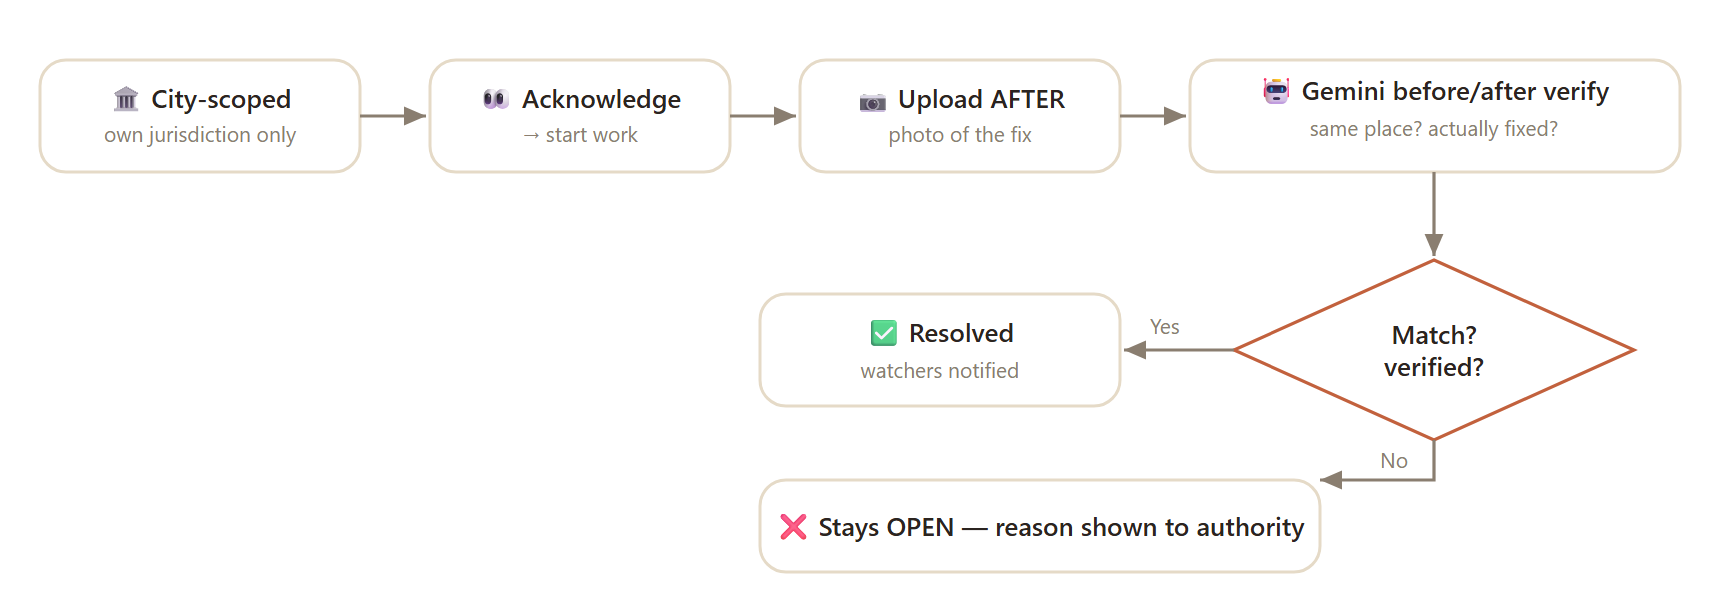 City-scoped
own jurisdiction only
Acknowledge
→ start work
Upload AFTER
photo of the fix
Gemini before/after verify
same place? actually fixed?
Match?
verified?
Yes
Resolved
watchers notified
No
Stays OPEN — reason shown to authority